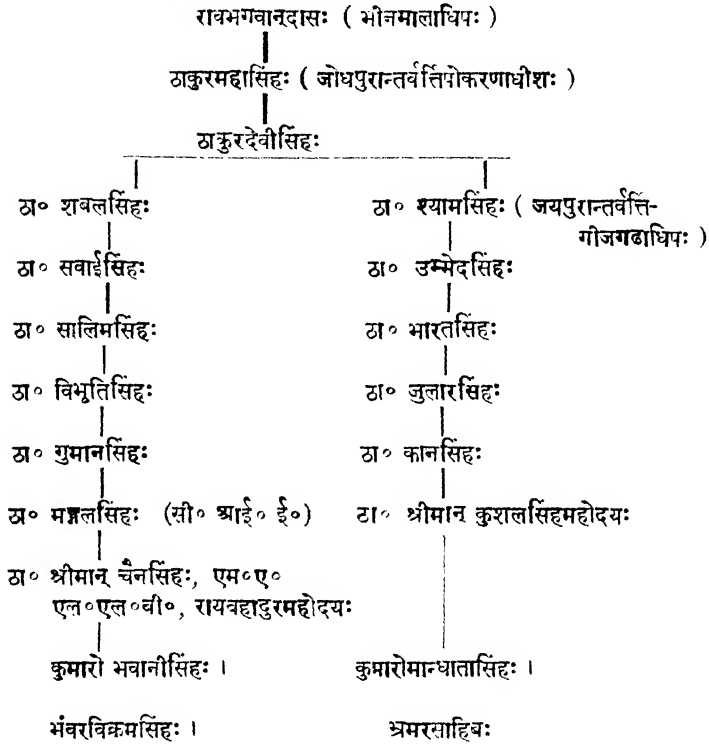 रावभगवान्दासः ( भीनमालाधिपः )
ठाकुरमहासिंहः ( जोधपुरान्तर्वर्त्तिपोकरणाधीशः )
ठाकुरदेवीसिंहः
ठा० शबलसिंहः
ठा० श्यामसिंहः ( जयपुरान्तर्वर्त्ति-
गीजगढाधिपः )
ठा० सवाईसिंहः
ठा० उम्मेदसिंहः
ठा० सालिमसिंहः
ठा० भारतसिंहः
ठा० विभूतिसिंहः
ठा० जुलारसिंहः
ठा० गुमानसिंहः
ठा० कानसिंहः
ठा० मङ्गलसिंहः (सी० आई० ई०)
ठा० श्रीमान् कुशलसिंहमहोदयः
ठा० श्रीमान् चैनसिंहः, एम०ए०
एल०एल०बी०, रायबहादुरमहोदयः
कुमारो भवानीसिंहः ।
कुमारोमान्धातासिंहः ।
भंवरविक्रमसिंहः ।
भ्रमरसाहिबः